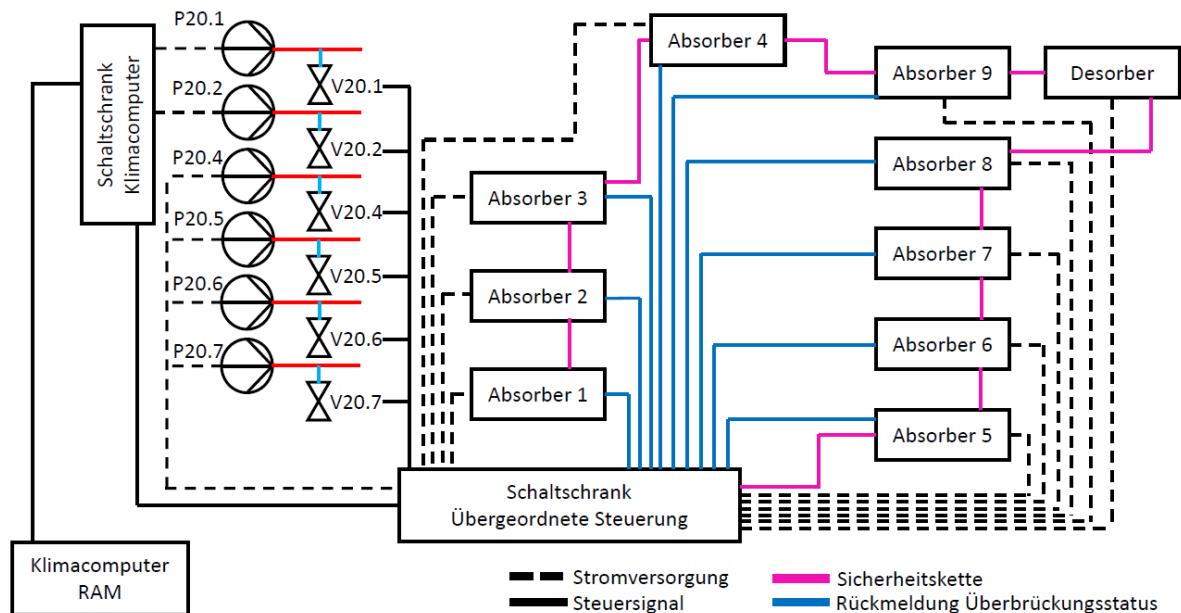 P20.1
P20.2
P20.4
P20.5
P20.6
P20.7
Schaltschrank
Klimacomputer
V20.1
V20.2
V20.4
V20.5
V20.6
V20.7
Absorber 4
Absorber 9
Desorber
Absorber 3
Absorber 8
Absorber 2
Absorber 7
Absorber 1
Absorber 6
Absorber 5
Schaltschrank
Übergeordnete Steuerung
Klimacomputer
RAM
Stromversorgung
Steuersignal
Sicherheitskette
Rückmeldung Überbrückungsstatus